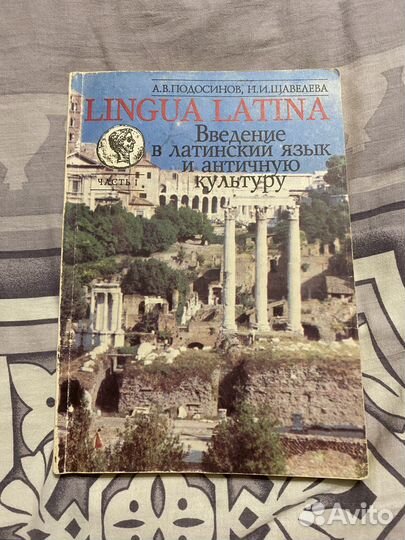 А.В.ПОДОСИНОВ, Н.И.ЩАВЕЛЕВА
LINGUA LATINA
Введение
в латинский язык
и античную
культуру
ЧАСТЬ I
Avito